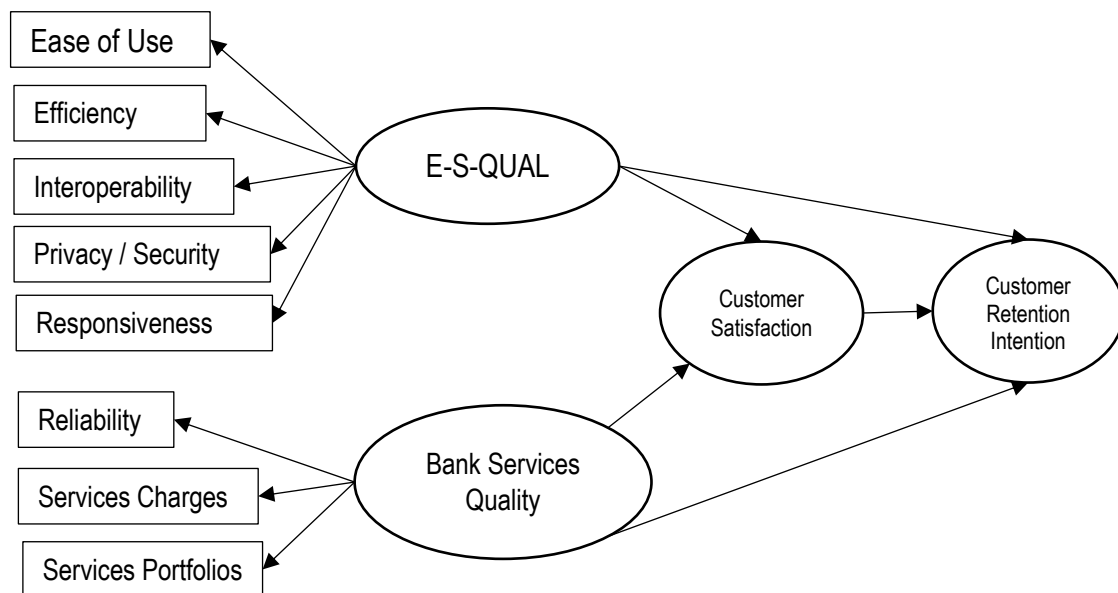 Ease of Use
Efficiency
Interoperability
Privacy / Security
Responsiveness
E-S-QUAL
Customer
Satisfaction
Customer
Retention
Intention
Reliability
Services Charges
Services Portfolios
Bank Services
Quality